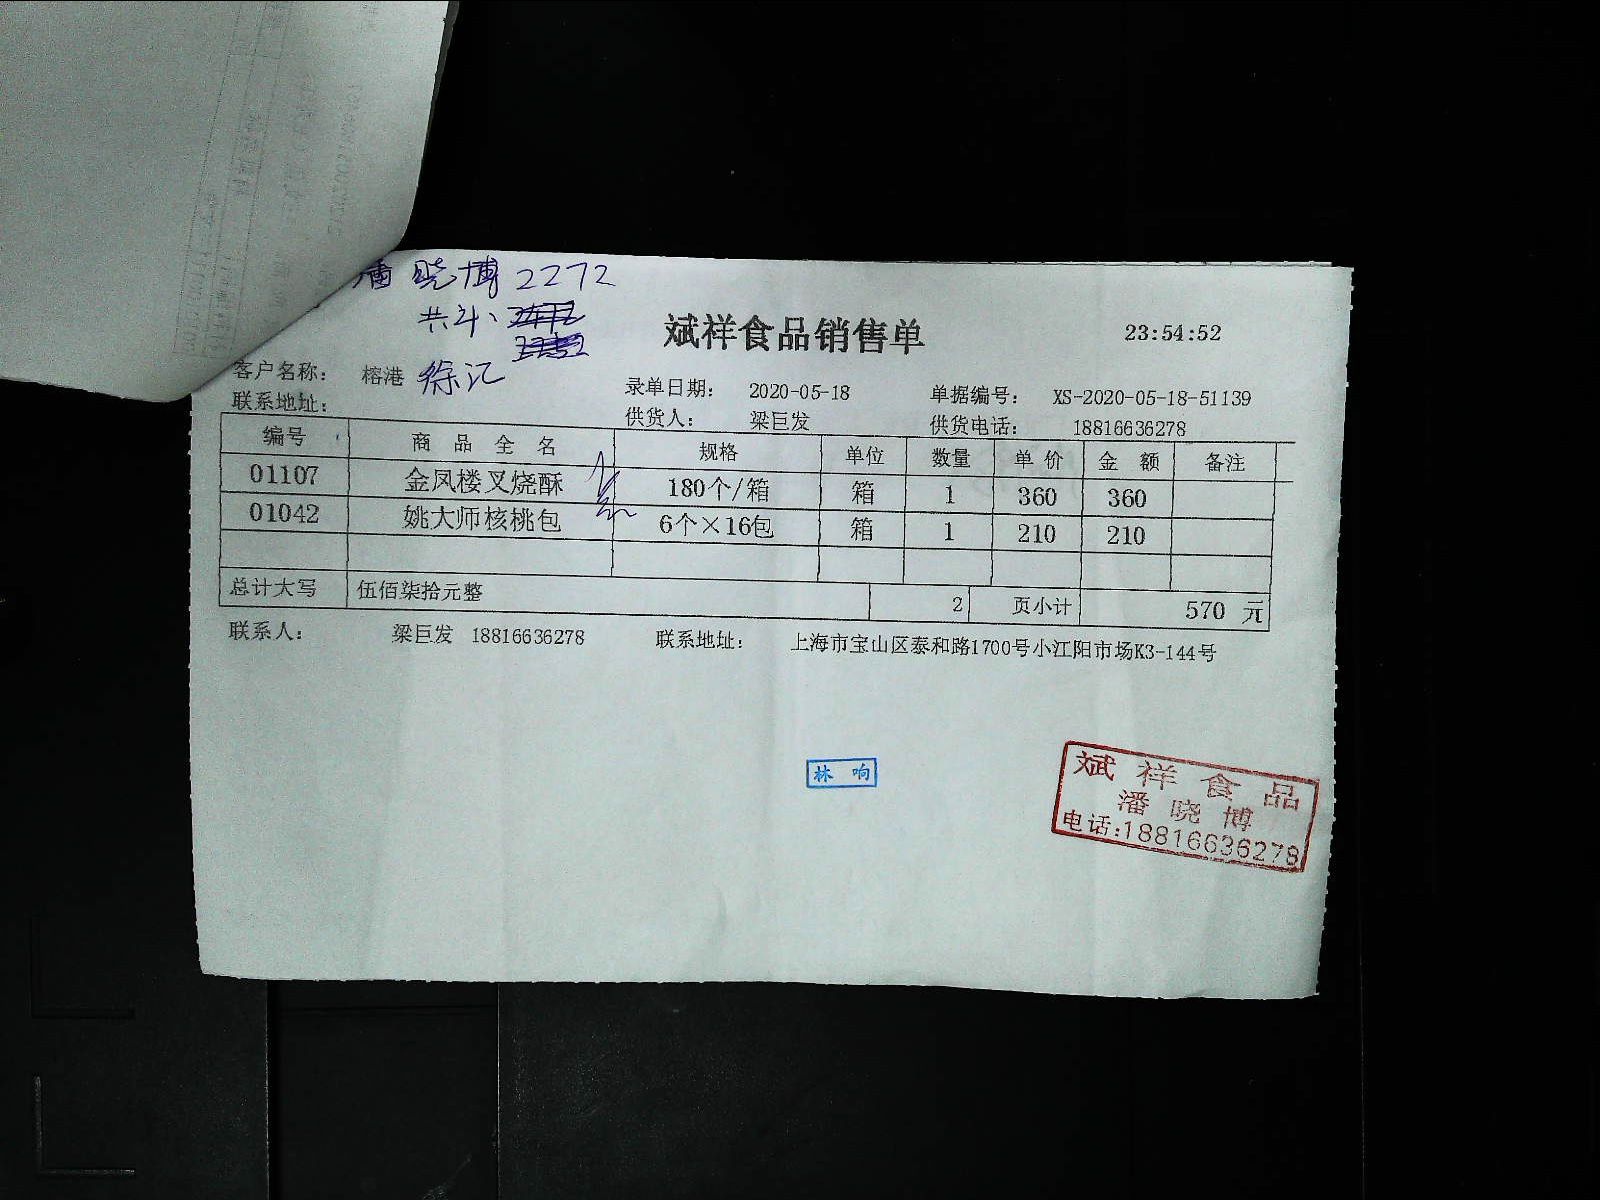 潘晓博 2272
共斗、
斌祥食品销售单 23:54:52
客户名称： 榕港 徐汇 录单日期： 2020-05-18 单据编号： XS-2020-05-18-51139
联系地址： 供货人： 梁巨发 供货电话： 18816636278
编号 商品全名 规格 单位 数量 单价 金额 备注
01107 金凤楼叉烧酥 180个/箱 箱 1 360 360
01042 姚大师核桃包 6个×16包 箱 1 210 210
总计大写 伍佰柒拾元整 2 页小计 570 元
联系人： 梁巨发 18816636278 联系地址： 上海市宝山区泰和路1700号小江阳市场K3-144号
林响
斌祥食品
潘晓博
电话:18816636278